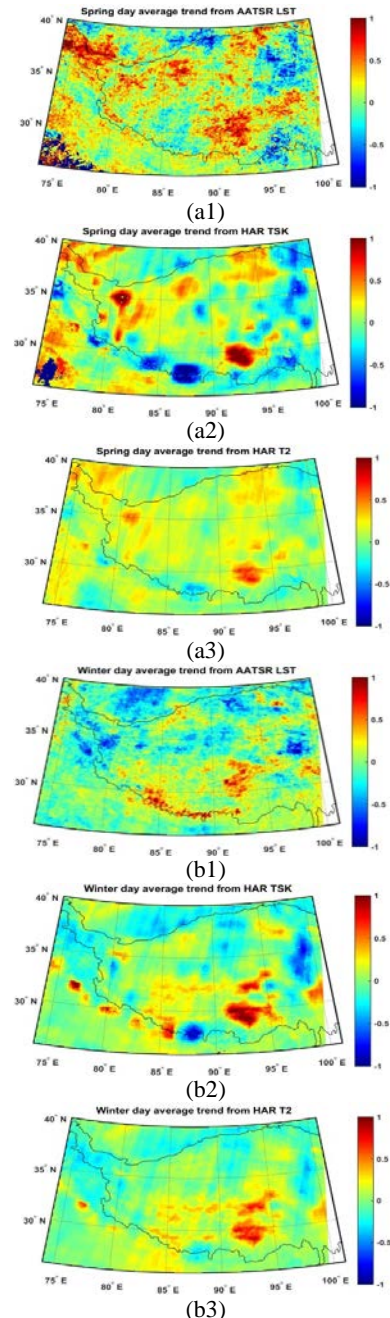 Spring day average trend from AATSR LST
40° N
35° N
30° N
75° E
80° E
85° E
90° E
95° E
100° E
1
0.5
0
-0.5
-1
(a1)
Spring day average trend from HAR TSK
40° N
35° N
30° N
75° E
80° E
85° E
90° E
95° E
100° E
1
0.5
0
-0.5
-1
(a2)
Spring day average trend from HAR T2
40° N
35° N
30° N
75° E
80° E
85° E
90° E
95° E
100° E
1
0.5
0
-0.5
-1
(a3)
Winter day average trend from AATSR LST
40° N
35° N
30° N
75° E
80° E
85° E
90° E
95° E
100° E
1
0.5
0
-0.5
-1
(b1)
Winter day average trend from HAR TSK
40° N
35° N
30° N
75° E
80° E
85° E
90° E
95° E
100° E
1
0.5
0
-0.5
-1
(b2)
Winter day average trend from HAR T2
40° N
35° N
30° N
75° E
80° E
85° E
90° E
95° E
100° E
1
0.5
0
-0.5
-1
(b3)